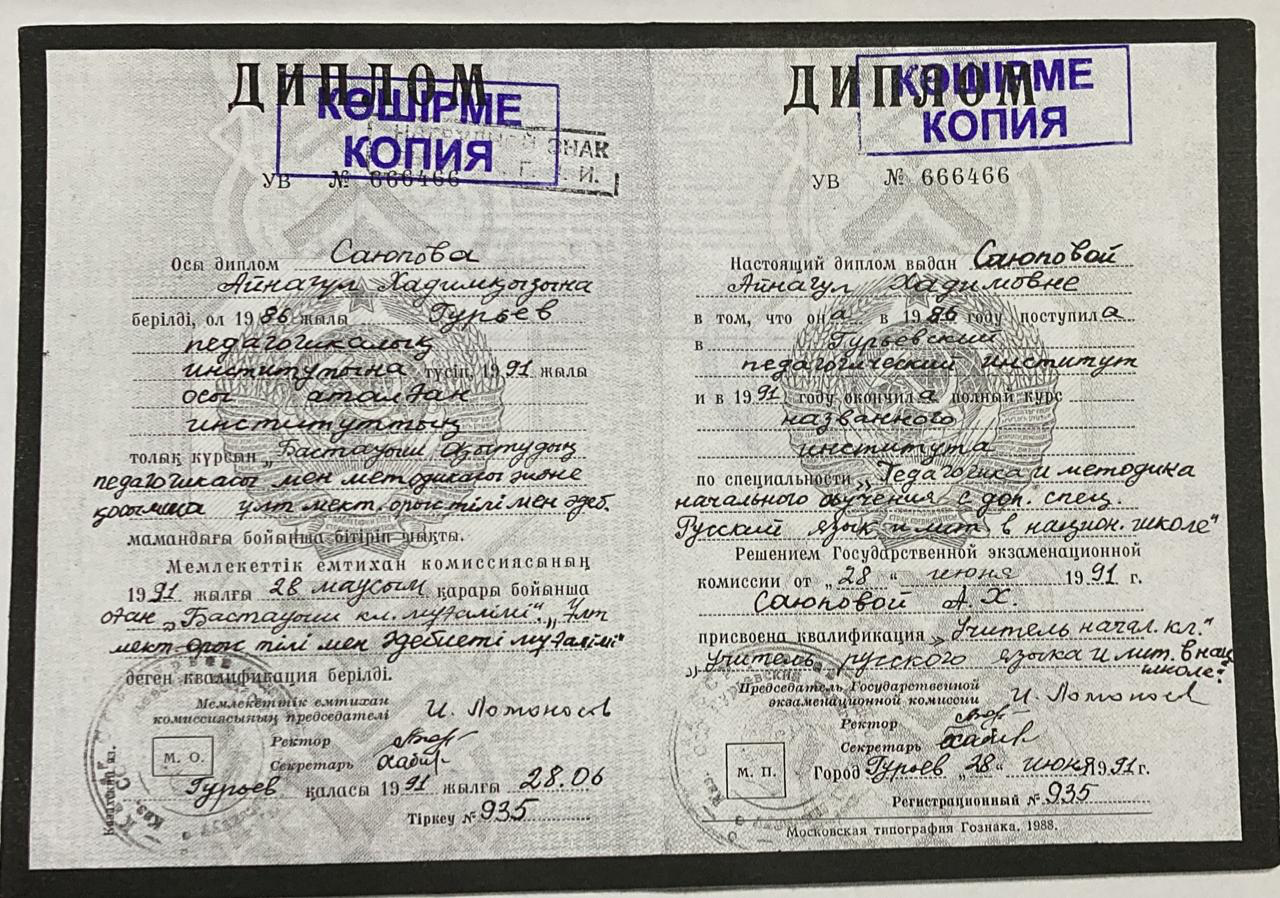 ДИПЛОМ
КӨШІРМЕ
КОПИЯ
ЗНАК
УВ № 666466
Осы диплом Саюпова
Айнагул Хадимқызына
берілді, ол 1986 жылы Гурьев
педагогикалық
институтына түсіп, 1991 жылы
осы аталған
институттың
толық курсын „Бастауыш оқытудың
педагогикасы мен методикасы және
қосымша ұлт мект. орыс тілі мен әдеб.
мамандығы бойынша бітіріп шықты.
Мемлекеттік емтихан комиссиясының
1991 жылғы 28 маусым қарары бойынша
оған „Бастауыш кл. мұғалімі“, „Ұлт
мект. орыс тілі мен әдебиеті мұғалімі“
деген квалификация берілді.
Мемлекеттік емтихан
комиссиясының председателі И. Ломоносов
Ректор
Секретарь
М. О.
Гурьев қаласы 1991 жылғы 28.06
Тіркеу № 935
ДИПЛОМ
КӨШІРМЕ
КОПИЯ
УВ № 666466
Настоящий диплом выдан Саюповой
Айнагул Хадимовне
в том, что она в 1986 году поступила
в Гурьевский
педагогический институт
и в 1991 году окончила полный курс
названного
института
по специальности „Педагогика и методика
начального обучения с доп. спец.
Русский язык и лит. в национ. школе“
Решением Государственной экзаменационной
комиссии от „28“ июня 1991 г.
Саюповой А. Х.
присвоена квалификация „Учитель начал. кл.“
„Учитель русского языка и лит. в нац
школе“
Председатель Государственной
экзаменационной комиссии И. Ломоносов
Ректор
Секретарь
М. П.
Город Гурьев „28“ июня 1991 г.
Регистрационный № 935
Московская типография Гознака. 1988.